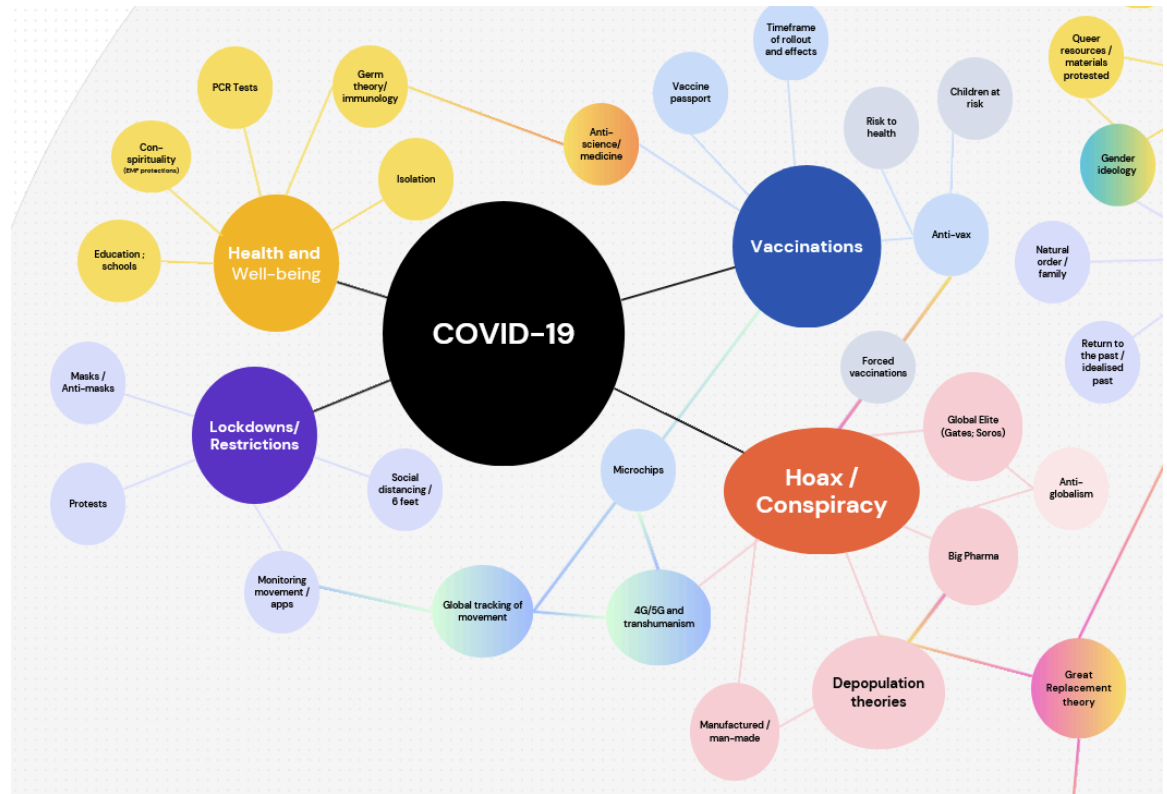 Timeframe
of rollout
and effects
Queer
resources /
materials
protested
PCR Tests
Germ
theory/
immunology
Vaccine
passport
Children at
risk
Risk to
health
Anti-
science/
medicine
Con-
spirituality
(EMF protections)
Isolation
Gender
ideology
Education ;
schools
Health and
Well-being
Vaccinations
Anti-vax
Natural
order /
family
COVID-19
Forced
vaccinations
Return to
the past /
idealised
past
Masks /
Anti-masks
Lockdowns/
Restrictions
Global Elite
(Gates; Soros)
Microchips
Hoax /
Conspiracy
Anti-
globalism
Protests
Social
distancing /
6 feet
Big Pharma
Monitoring
movement /
apps
Global tracking of
movement
4G/5G and
transhumanism
Depopulation
theories
Great
Replacement
theory
Manufactured /
man-made